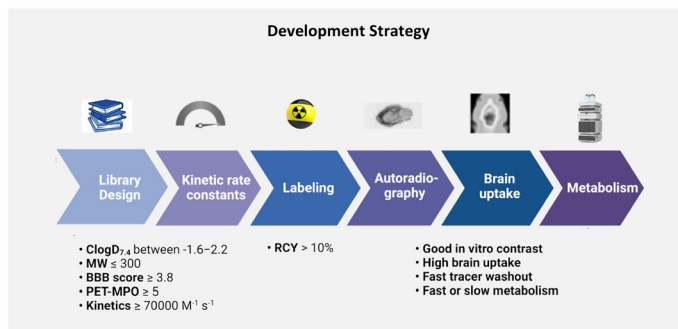 Development Strategy
Library
Design
Kinetic rate
constants
Labeling
Autoradio-
graphy
Brain
uptake
Metabolism
• ClogD7.4 between -1.6–2.2
• MW ≤ 300
• BBB score ≥ 3.8
• PET-MPO ≥ 5
• Kinetics ≥ 70000 M-1 s-1
• RCY > 10%
• Good in vitro contrast
• High brain uptake
• Fast tracer washout
• Fast or slow metabolism